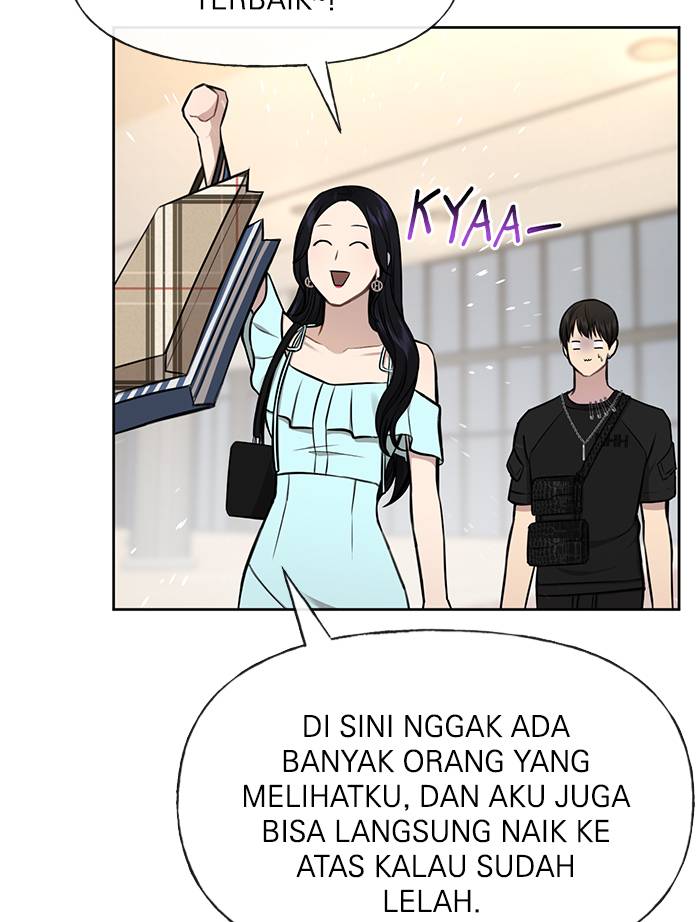 TERBAIK~!
KYAA~
HH
DI SINI NGGAK ADA
BANYAK ORANG YANG
MELIHATKU, DAN AKU JUGA
BISA LANGSUNG NAIK KE
ATAS KALAU SUDAH
LELAH.